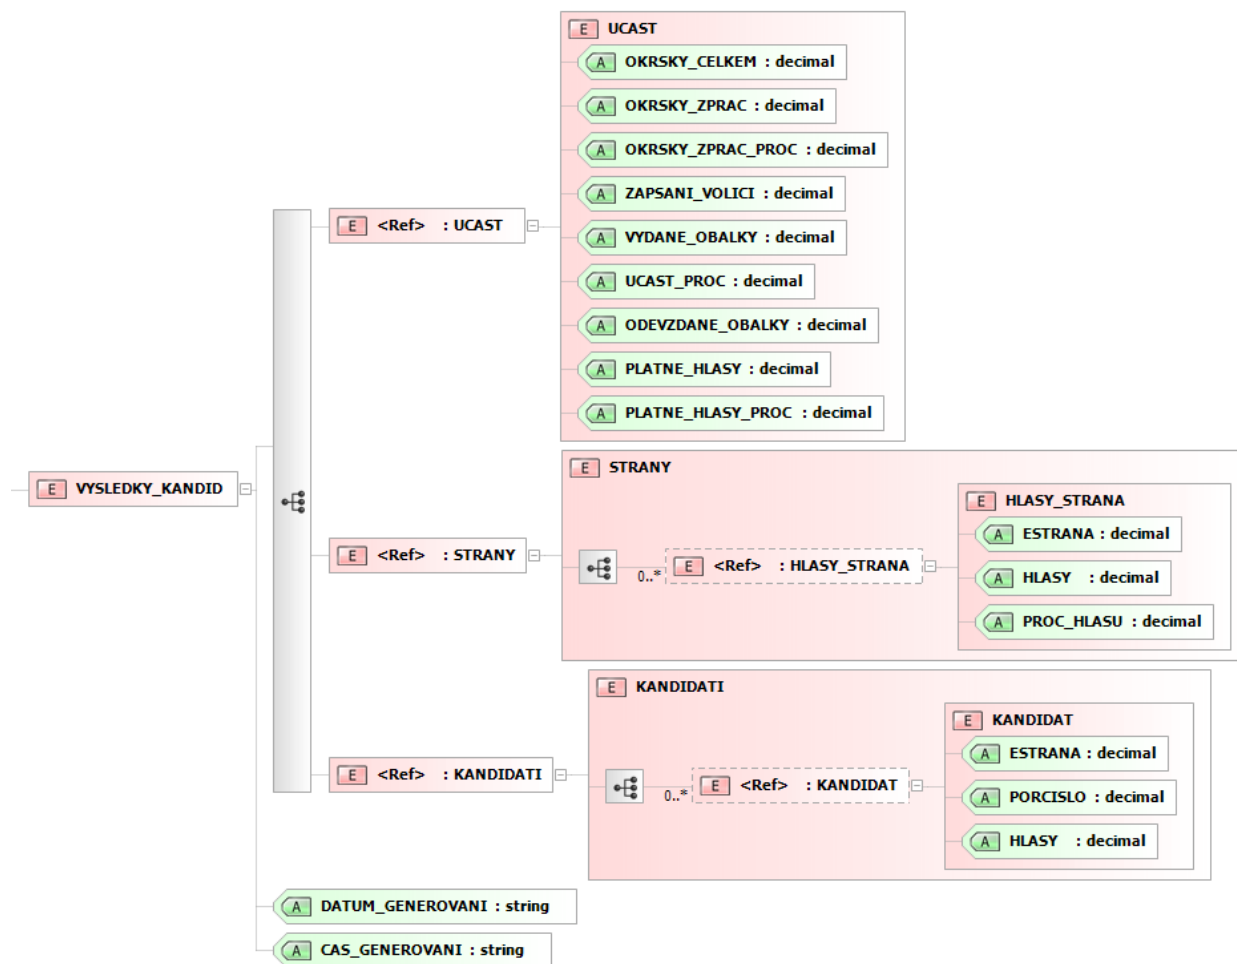 E UCAST
A OKRSKY_CELKEM : decimal
A OKRSKY_ZPRAC : decimal
A OKRSKY_ZPRAC_PROC : decimal
A ZAPSANI_VOLICI : decimal
A VYDANE_OBALKY : decimal
A UCAST_PROC : decimal
A ODEVZDANE_OBALKY : decimal
A PLATNE_HLASY : decimal
A PLATNE_HLASY_PROC : decimal
E <Ref> : UCAST
E VYSLEDKY_KANDID
E STRANY
E <Ref> : STRANY
0..* E <Ref> : HLASY_STRANA
E HLASY_STRANA
A ESTRANA : decimal
A HLASY : decimal
A PROC_HLASU : decimal
E KANDIDATI
E <Ref> : KANDIDATI
0..* E <Ref> : KANDIDAT
E KANDIDAT
A ESTRANA : decimal
A PORCISLO : decimal
A HLASY : decimal
A DATUM_GENEROVANI : string
A CAS_GENEROVANI : string